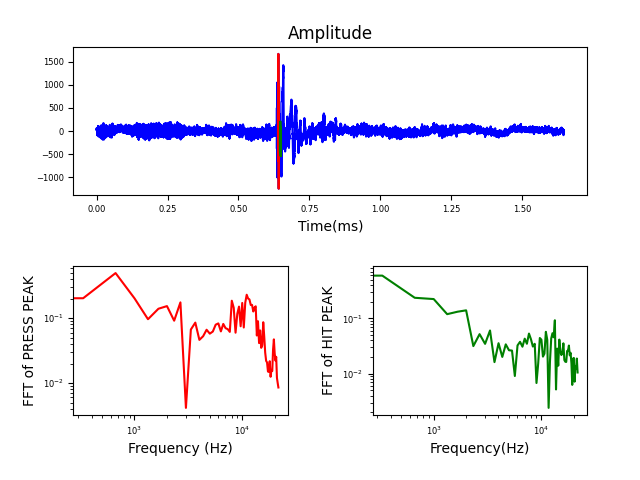 Amplitude
1500
1000
500
0
−500
−1000
0.00 0.25 0.50 0.75 1.00 1.25 1.50
Time(ms)
FFT of PRESS PEAK
10⁻¹
10⁻²
10³ 10⁴
Frequency (Hz)
FFT of HIT PEAK
10⁻¹
10⁻²
10³ 10⁴
Frequency(Hz)